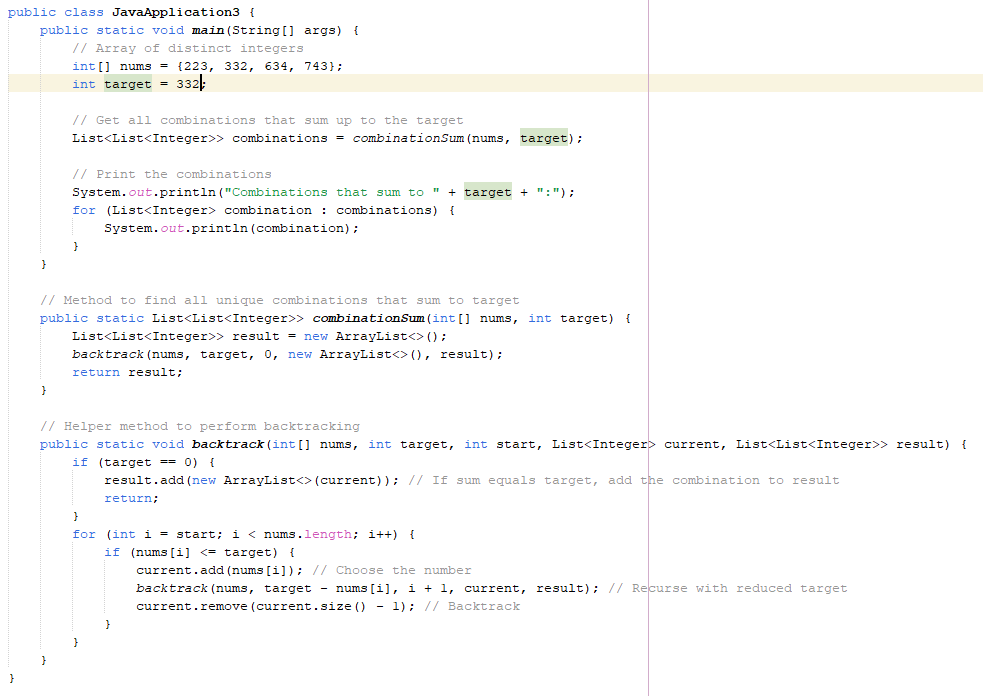 public class JavaApplication3 {
    public static void main(String[] args) {
        // Array of distinct integers
        int[] nums = {223, 332, 634, 743};
        int target = 332;

        // Get all combinations that sum up to the target
        List<List<Integer>> combinations = combinationSum(nums, target);

        // Print the combinations
        System.out.println("Combinations that sum to " + target + ":");
        for (List<Integer> combination : combinations) {
            System.out.println(combination);
        }
    }

    // Method to find all unique combinations that sum to target
    public static List<List<Integer>> combinationSum(int[] nums, int target) {
        List<List<Integer>> result = new ArrayList<>();
        backtrack(nums, target, 0, new ArrayList<>(), result);
        return result;
    }

    // Helper method to perform backtracking
    public static void backtrack(int[] nums, int target, int start, List<Integer> current, List<List<Integer>> result) {
        if (target == 0) {
            result.add(new ArrayList<>(current)); // If sum equals target, add the combination to result
            return;
        }
        for (int i = start; i < nums.length; i++) {
            if (nums[i] <= target) {
                current.add(nums[i]); // Choose the number
                backtrack(nums, target - nums[i], i + 1, current, result); // Recurse with reduced target
                current.remove(current.size() - 1); // Backtrack
            }
        }
    }
}